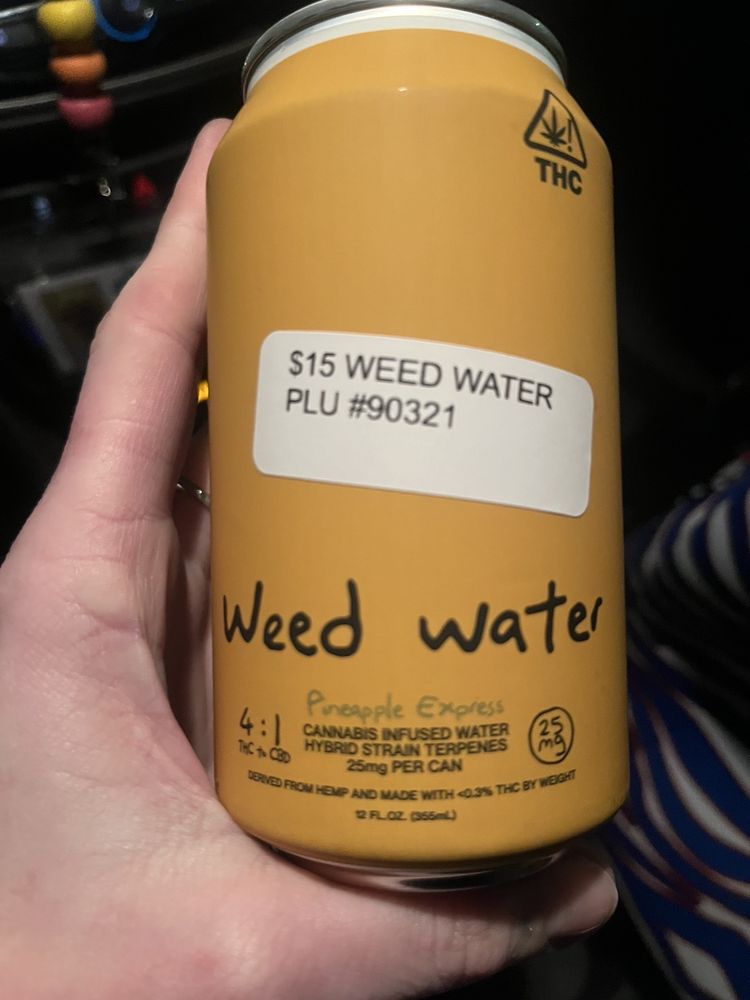 THC
$15 WEED WATER
PLU #90321
Weed water
Pineapple Express
4:1
THC to CBD
CANNABIS INFUSED WATER
HYBRID STRAIN TERPENES
25mg PER CAN
25
mg
DERIVED FROM HEMP AND MADE WITH <0.3% THC BY WEIGHT
12 FL.OZ. (355mL)